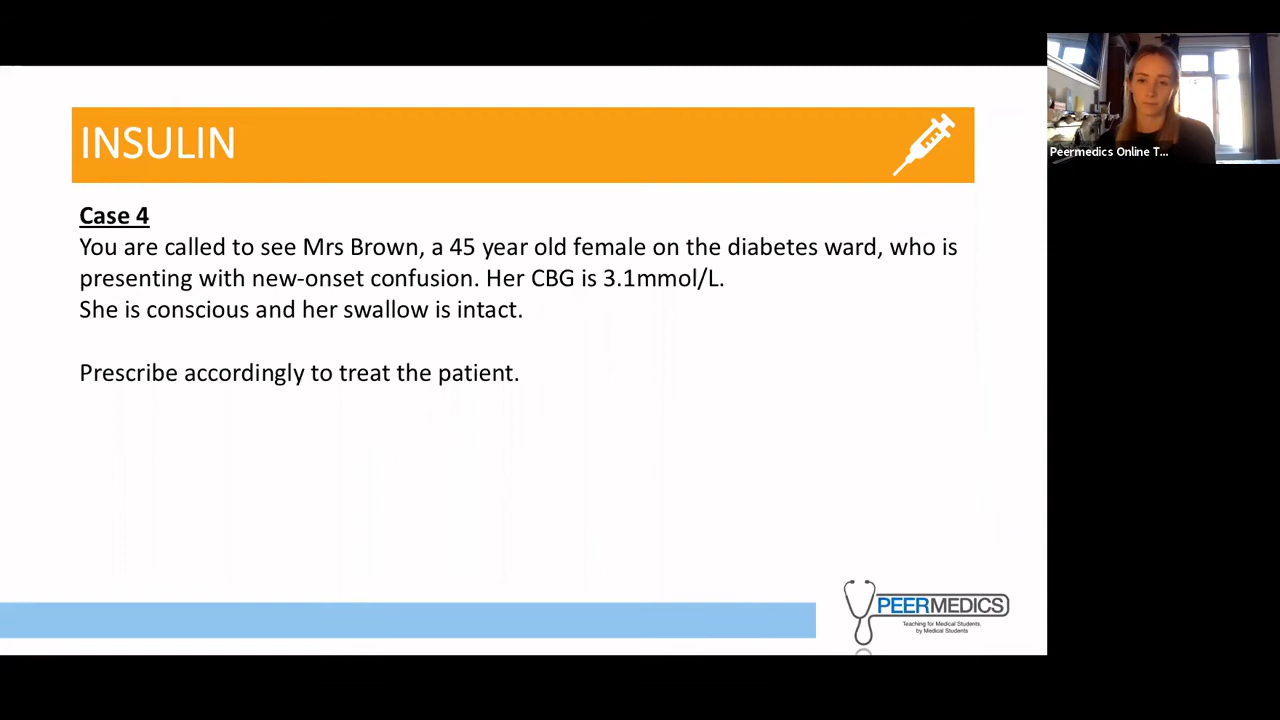 INSULIN
Peermedics Online T...
Case 4
You are called to see Mrs Brown, a 45 year old female on the diabetes ward, who is
presenting with new-onset confusion. Her CBG is 3.1mmol/L.
She is conscious and her swallow is intact.
Prescribe accordingly to treat the patient.
PEERMEDICS
Teaching for Medical Students,
by Medical Students